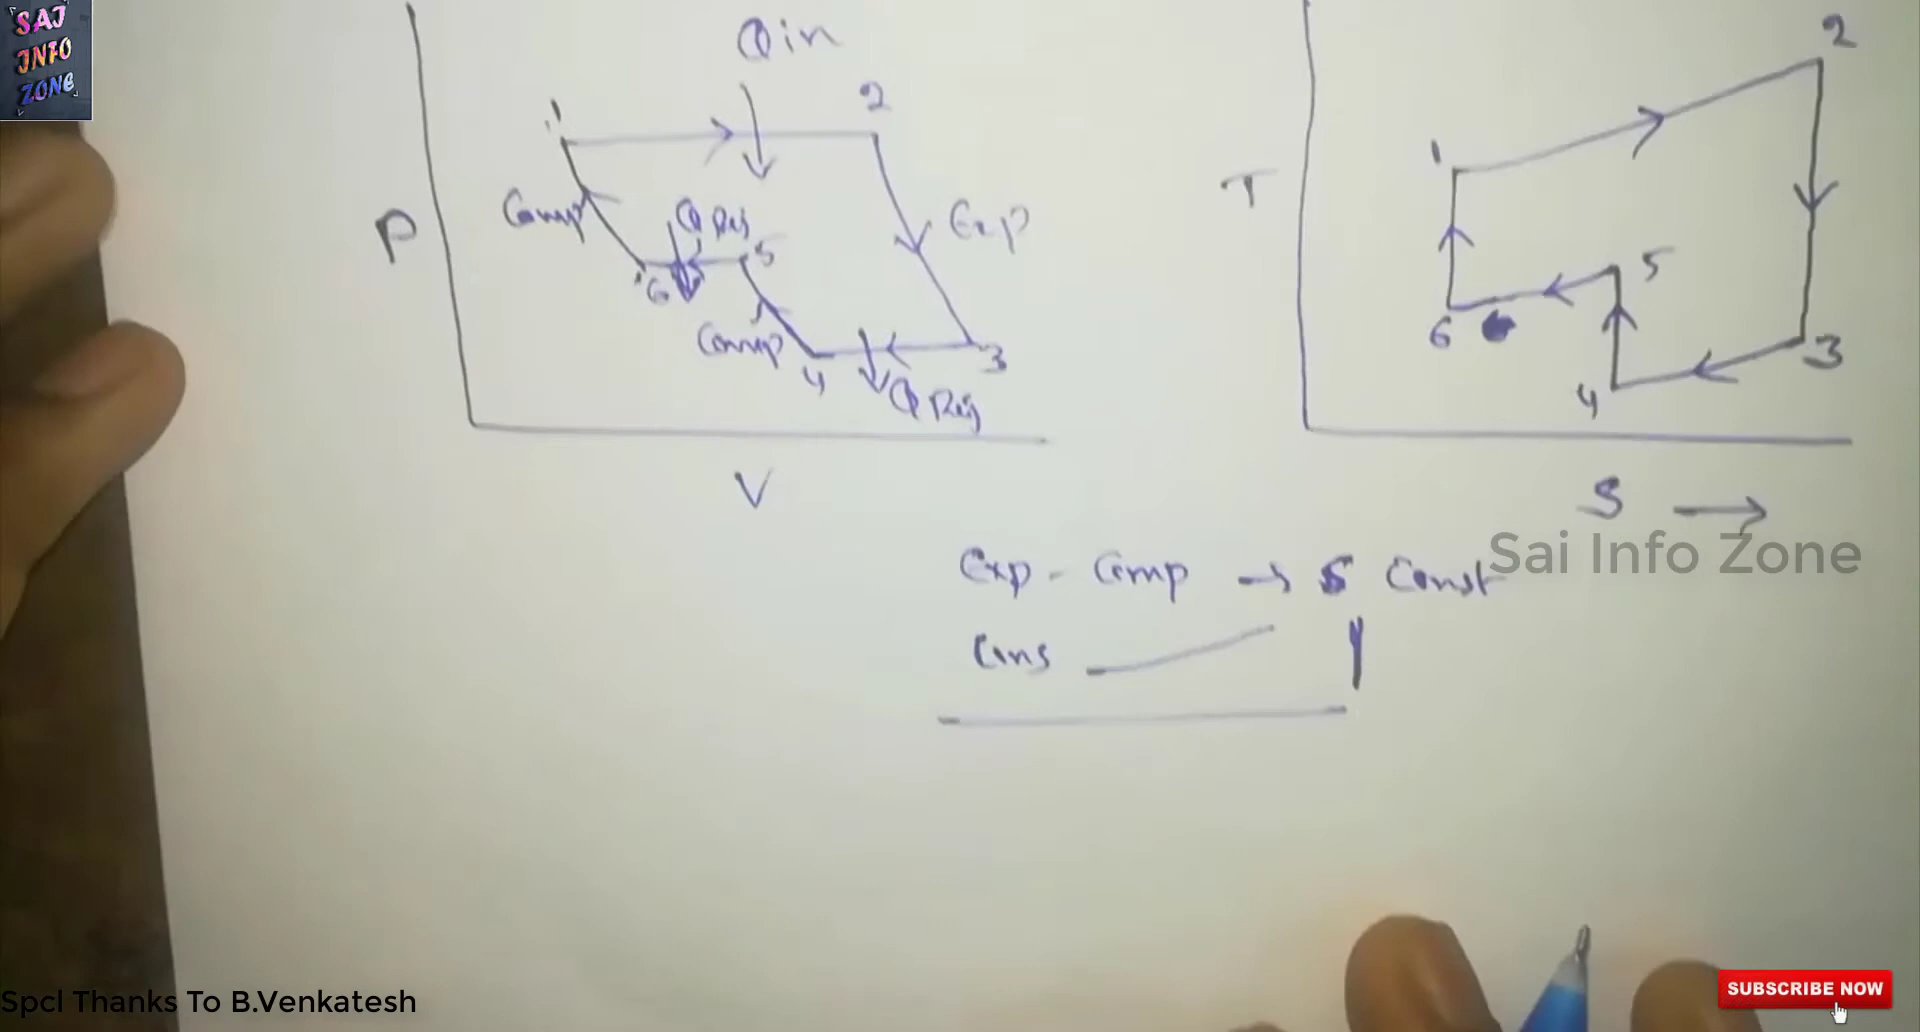 SAI
INFO
ZONE
Qin
1
2
Comp
Q Rej
5
Exp
P
6
Comp
4
3
Q Rej
V
2
1
T
5
6
3
4
S
Exp - Comp → S Const
Cons
Sai Info Zone
Spcl Thanks To B.Venkatesh
SUBSCRIBE NOW